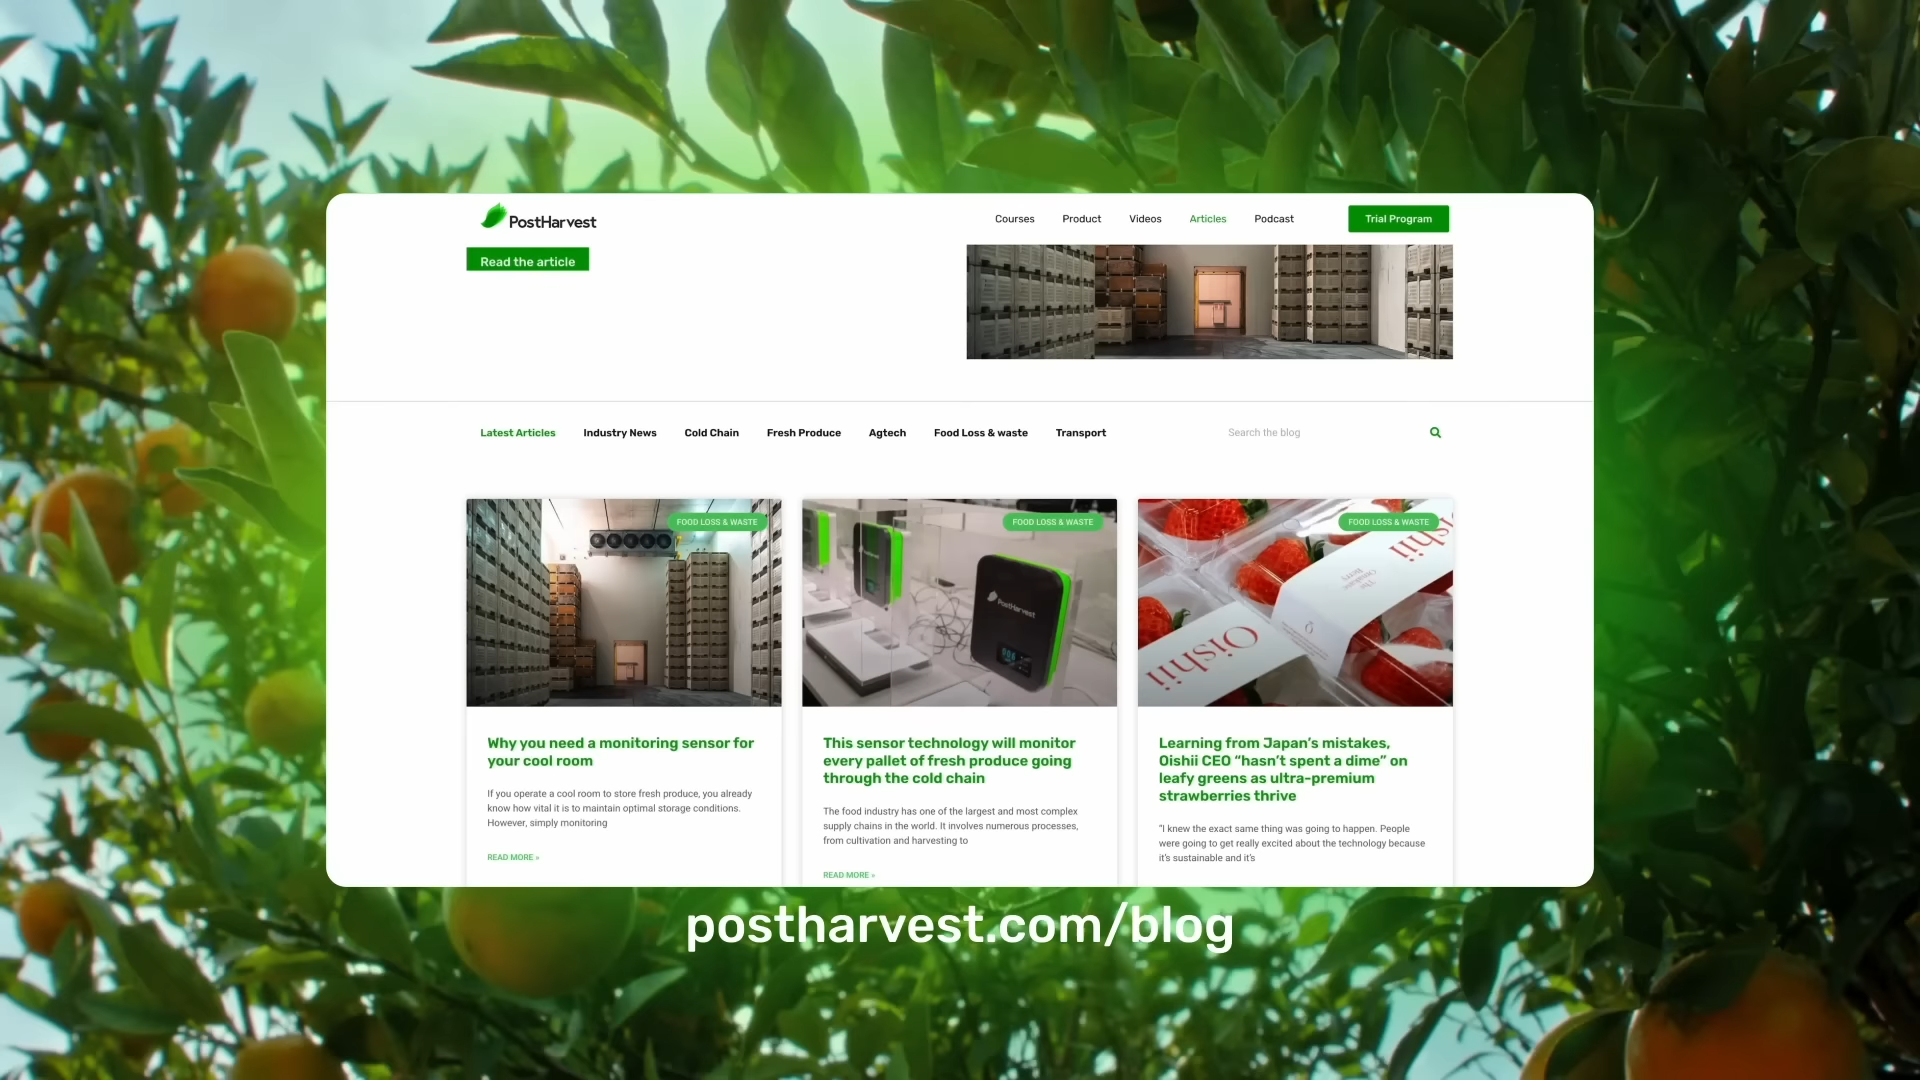 PostHarvest
Courses Product Videos Articles Podcast Trial Program
Read the article
Latest Articles Industry News Cold Chain Fresh Produce Agtech Food Loss & waste Transport Search the blog
FOOD LOSS & WASTE
FOOD LOSS & WASTE
FOOD LOSS & WASTE
PostHarvest
PostHarvest
Oishii
The
Omakase
Berry
Oishii
Why you need a monitoring sensor for
your cool room
If you operate a cool room to store fresh produce, you already
know how vital it is to maintain optimal storage conditions.
However, simply monitoring
READ MORE »
This sensor technology will monitor
every pallet of fresh produce going
through the cold chain
The food industry has one of the largest and most complex
supply chains in the world. It involves numerous processes,
from cultivation and harvesting to
READ MORE »
Learning from Japan's mistakes,
Oishii CEO “hasn't spent a dime” on
leafy greens as ultra-premium
strawberries thrive
“I knew the exact same thing was going to happen. People
were going to get really excited about the technology because
it's sustainable and it's
postharvest.com/blog